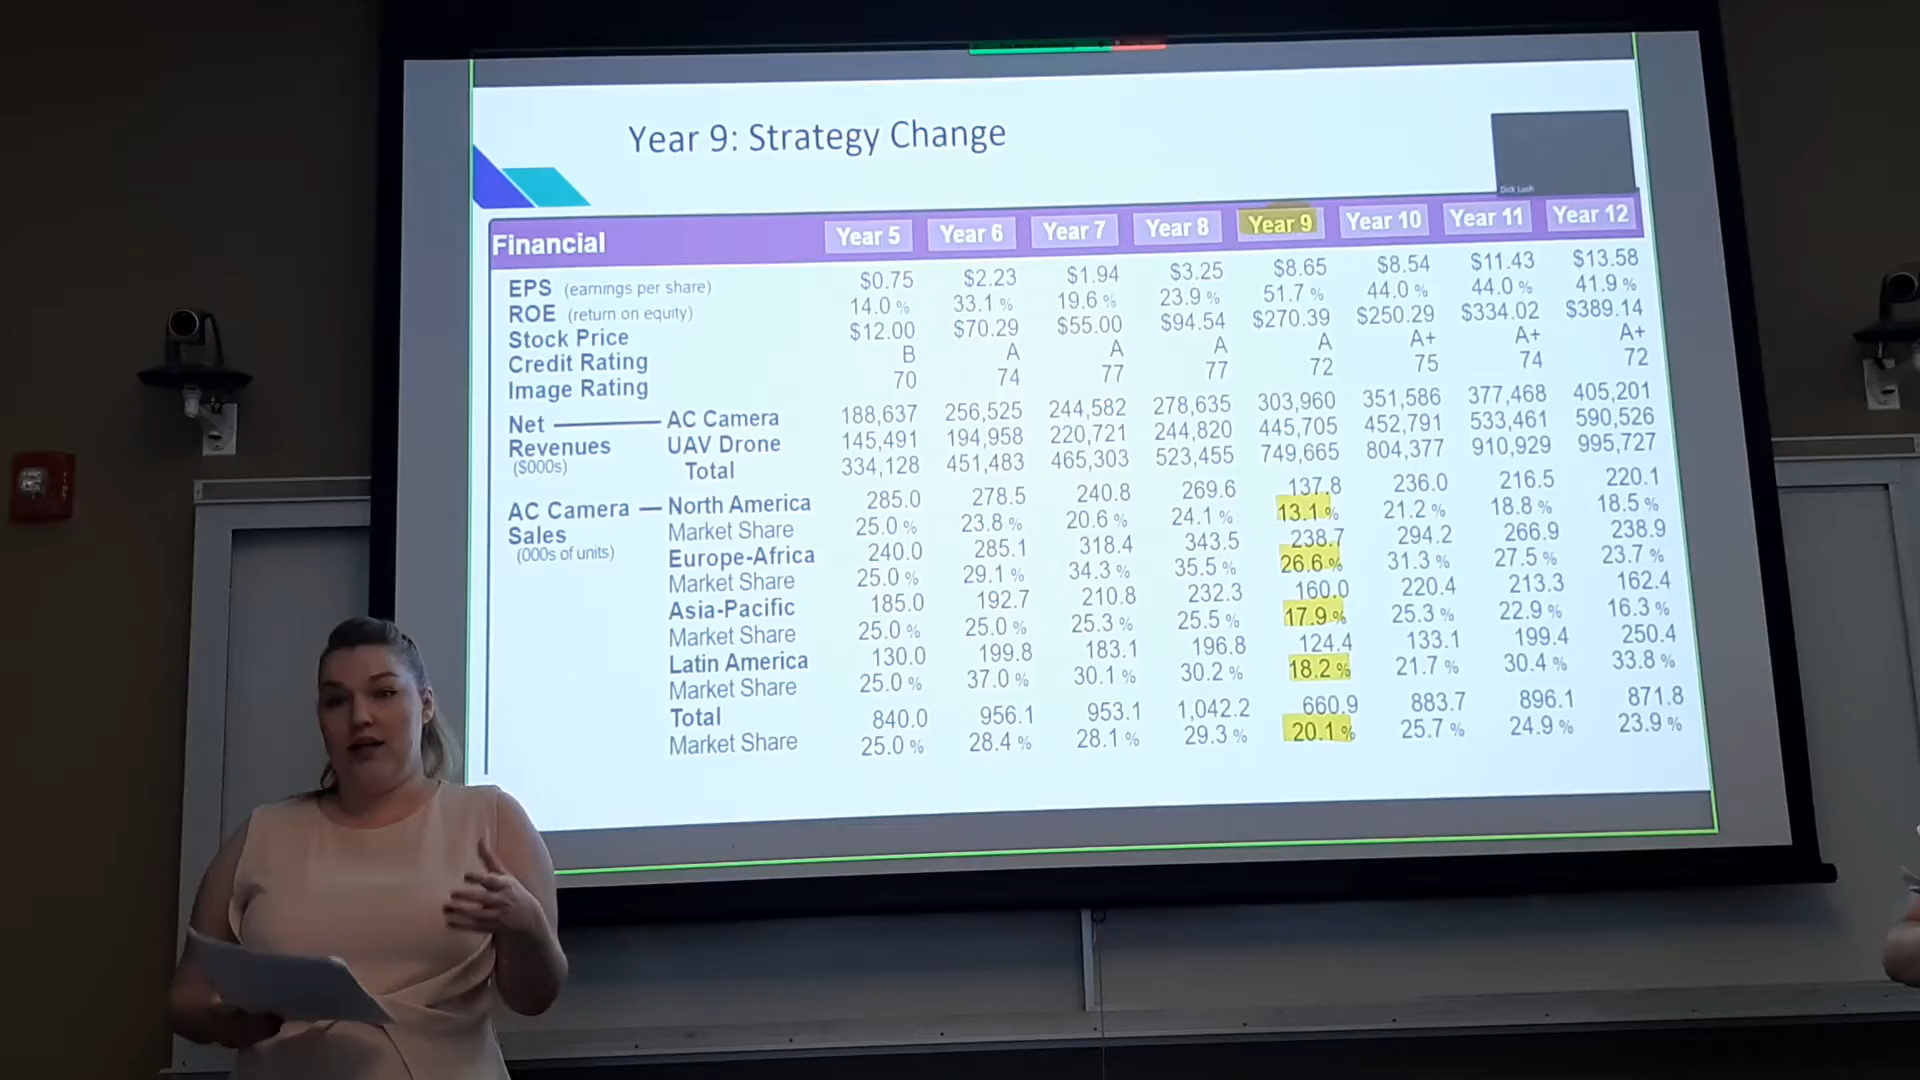 Year 9: Strategy Change
Dick Lush
Financial Year 5 Year 6 Year 7 Year 8 Year 9 Year 10 Year 11 Year 12
EPS (earnings per share) $0.75 $2.23 $1.94 $3.25 $8.65 $8.54 $11.43 $13.58
ROE (return on equity) 14.0 % 33.1 % 19.6 % 23.9 % 51.7 % 44.0 % 44.0 % 41.9 %
Stock Price $12.00 $70.29 $55.00 $94.54 $270.39 $250.29 $334.02 $389.14
Credit Rating B A A A A A+ A+ A+
Image Rating 70 74 77 77 72 75 74 72
Net AC Camera 188,637 256,525 244,582 278,635 303,960 351,586 377,468 405,201
Revenues UAV Drone 145,491 194,958 220,721 244,820 445,705 452,791 533,461 590,526
($000s) Total 334,128 451,483 465,303 523,455 749,665 804,377 910,929 995,727
AC Camera North America 285.0 278.5 240.8 269.6 137.8 236.0 216.5 220.1
Sales Market Share 25.0 % 23.8 % 20.6 % 24.1 % 13.1 % 21.2 % 18.8 % 18.5 %
(000s of units) Europe-Africa 240.0 285.1 318.4 343.5 238.7 294.2 266.9 238.9
Market Share 25.0 % 29.1 % 34.3 % 35.5 % 26.6 % 31.3 % 27.5 % 23.7 %
Asia-Pacific 185.0 192.7 210.8 232.3 160.0 220.4 213.3 162.4
Market Share 25.0 % 25.0 % 25.3 % 25.5 % 17.9 % 25.3 % 22.9 % 16.3 %
Latin America 130.0 199.8 183.1 196.8 124.4 133.1 199.4 250.4
Market Share 25.0 % 37.0 % 30.1 % 30.2 % 18.2 % 21.7 % 30.4 % 33.8 %
Total 840.0 956.1 953.1 1,042.2 660.9 883.7 896.1 871.8
Market Share 25.0 % 28.4 % 28.1 % 29.3 % 20.1 % 25.7 % 24.9 % 23.9 %